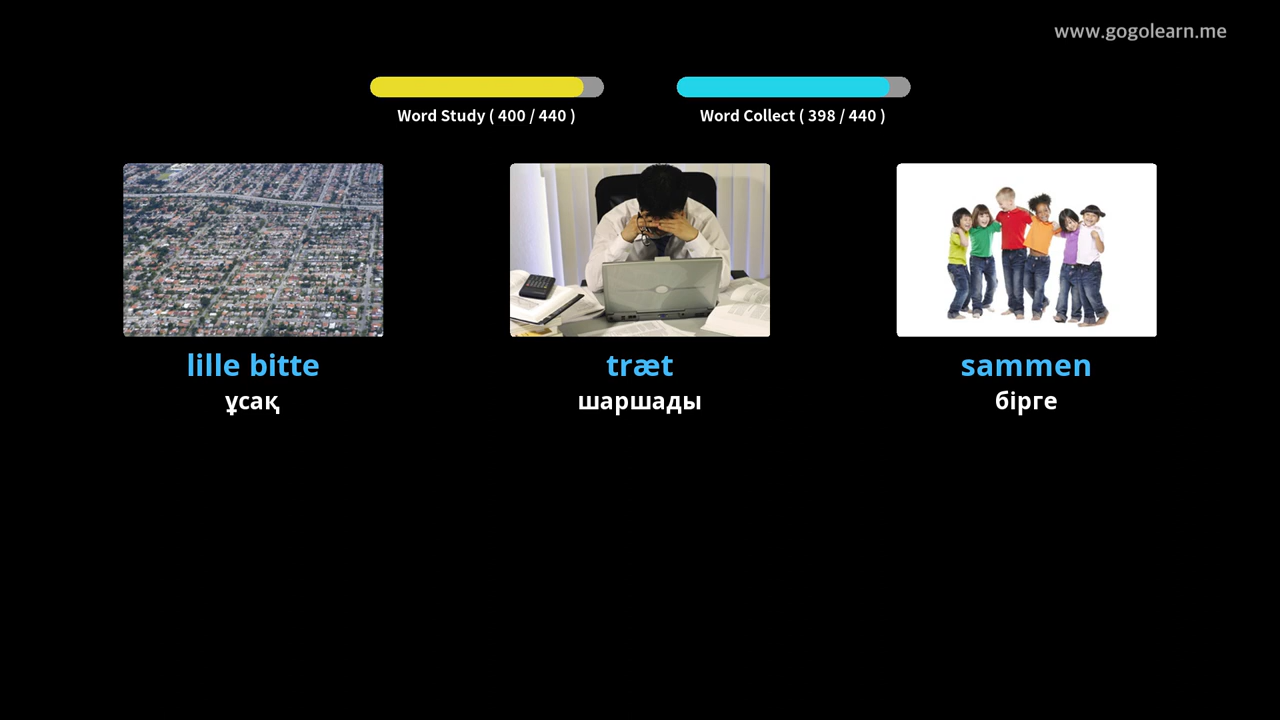 www.gogolearn.me
Word Study ( 400 / 440 )
Word Collect ( 398 / 440 )
lille bitte
ұсақ
træt
шаршады
sammen
бірге